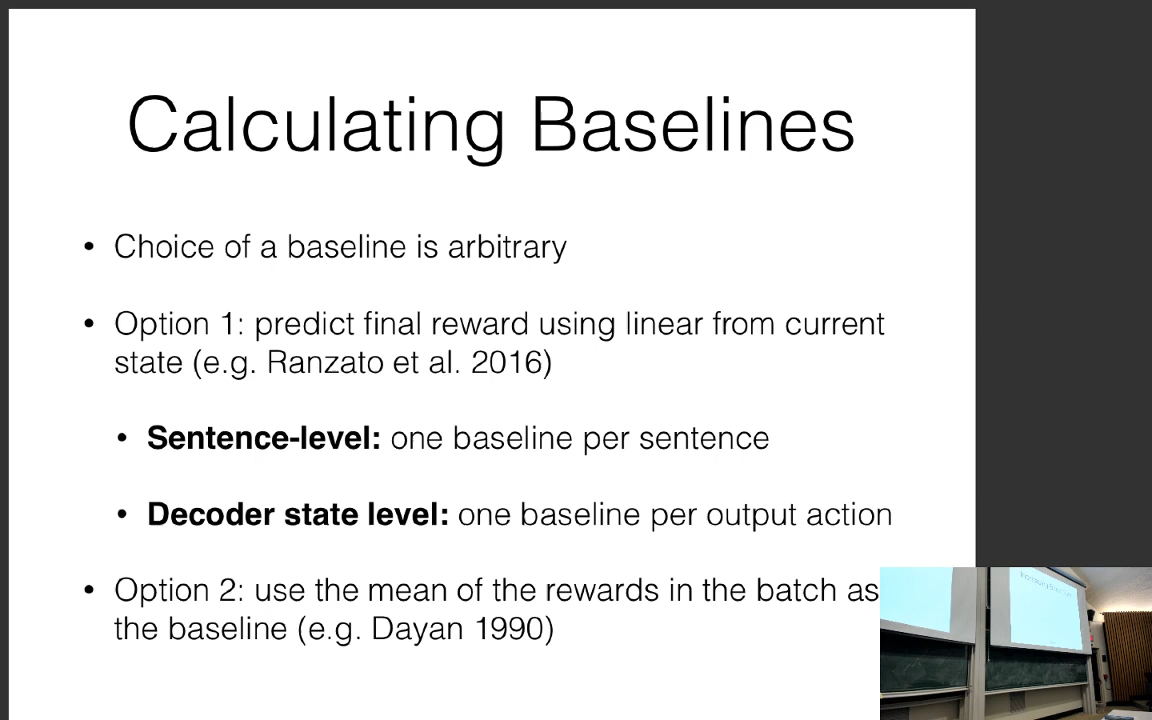 Calculating Baselines
• Choice of a baseline is arbitrary
• Option 1: predict final reward using linear from current
state (e.g. Ranzato et al. 2016)
• Sentence-level: one baseline per sentence
• Decoder state level: one baseline per output action
• Option 2: use the mean of the rewards in the batch as
the baseline (e.g. Dayan 1990)